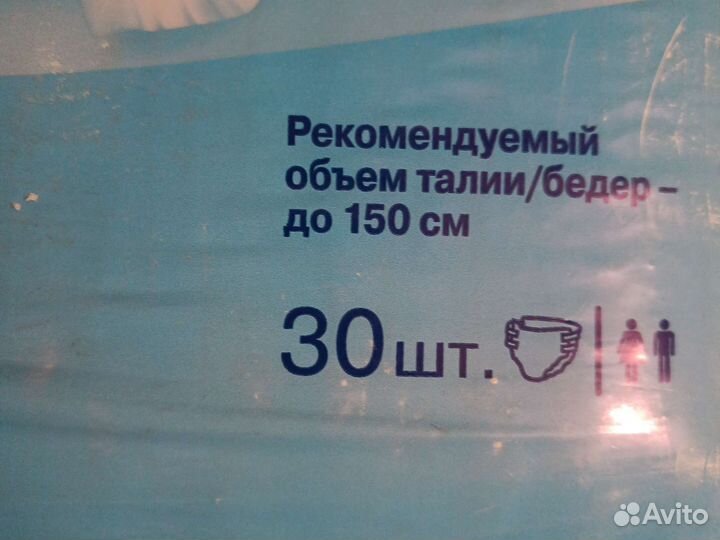 Рекомендуемый
объем талии/бедер –
до 150 см
30 шт.
Avito